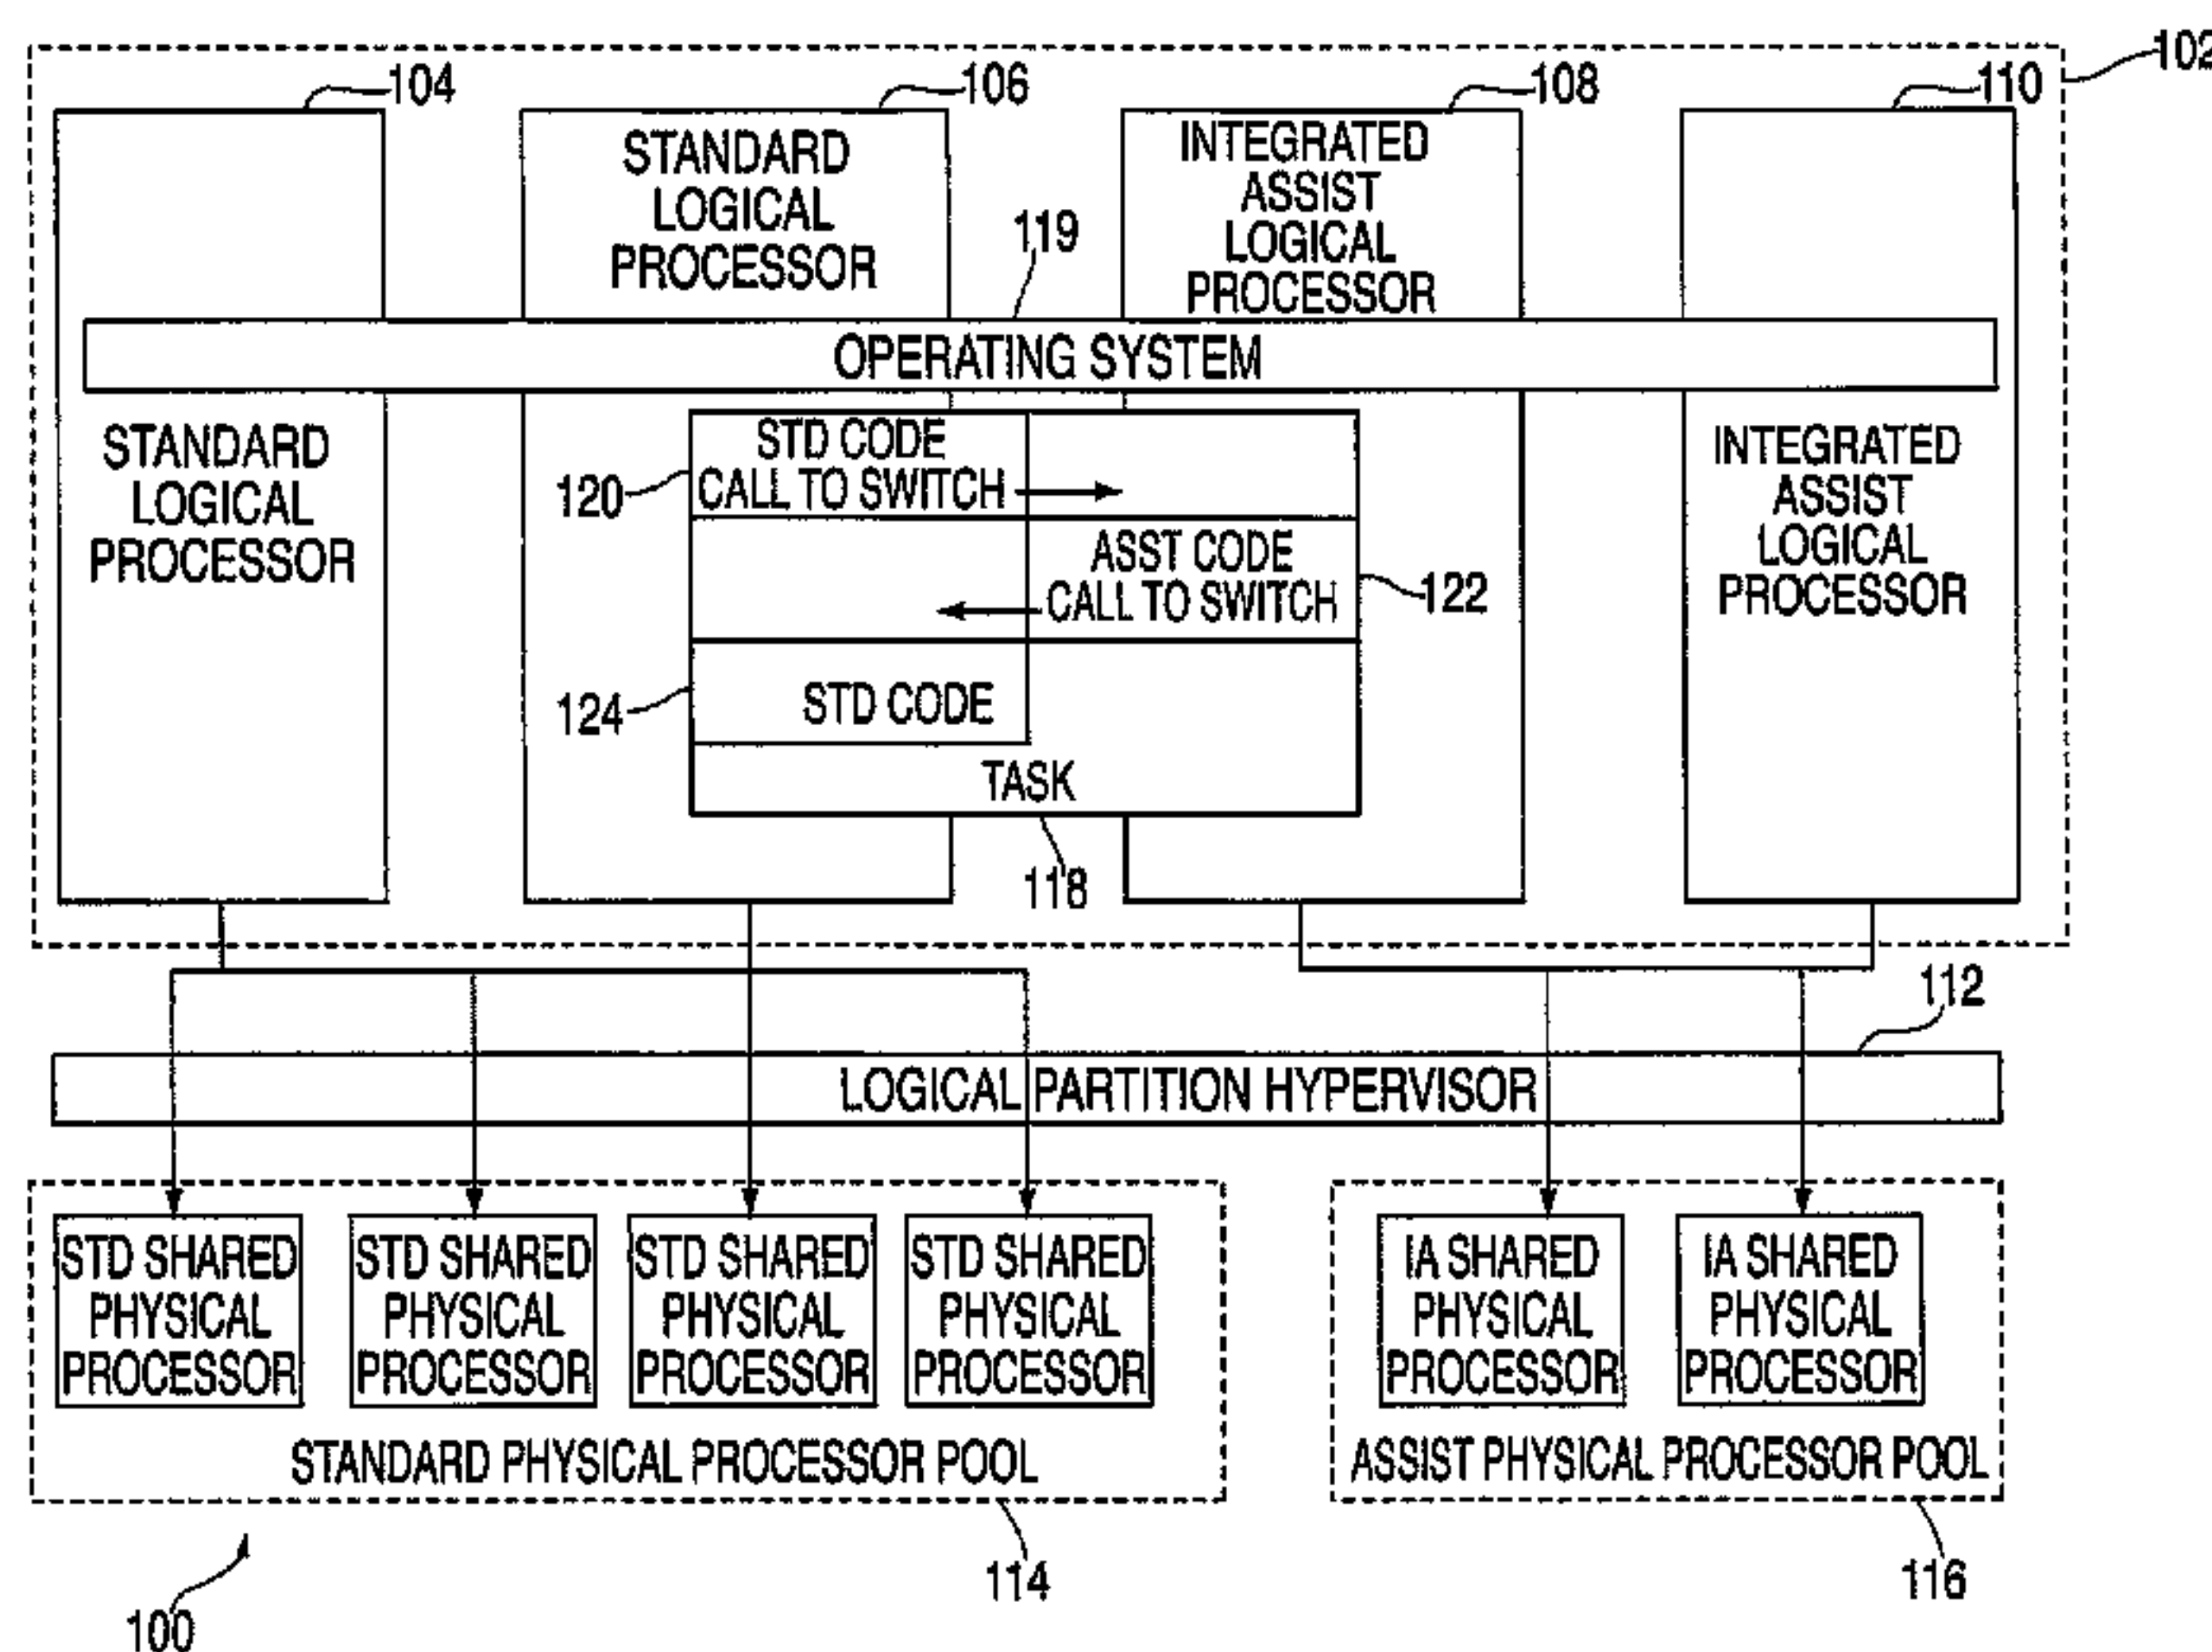 102
104
106
108
110
STANDARD
LOGICAL
PROCESSOR
INTEGRATED
ASSIST
LOGICAL
PROCESSOR
119
OPERATING SYSTEM
STANDARD
LOGICAL
PROCESSOR
STD CODE
CALL TO SWITCH
120
ASST CODE
CALL TO SWITCH
122
STD CODE
124
TASK
118
INTEGRATED
ASSIST
LOGICAL
PROCESSOR
112
LOGICAL PARTITION HYPERVISOR
STD SHARED
PHYSICAL
PROCESSOR
STD SHARED
PHYSICAL
PROCESSOR
STD SHARED
PHYSICAL
PROCESSOR
STD SHARED
PHYSICAL
PROCESSOR
IA SHARED
PHYSICAL
PROCESSOR
IA SHARED
PHYSICAL
PROCESSOR
STANDARD PHYSICAL PROCESSOR POOL
ASSIST PHYSICAL PROCESSOR POOL
114
116
100